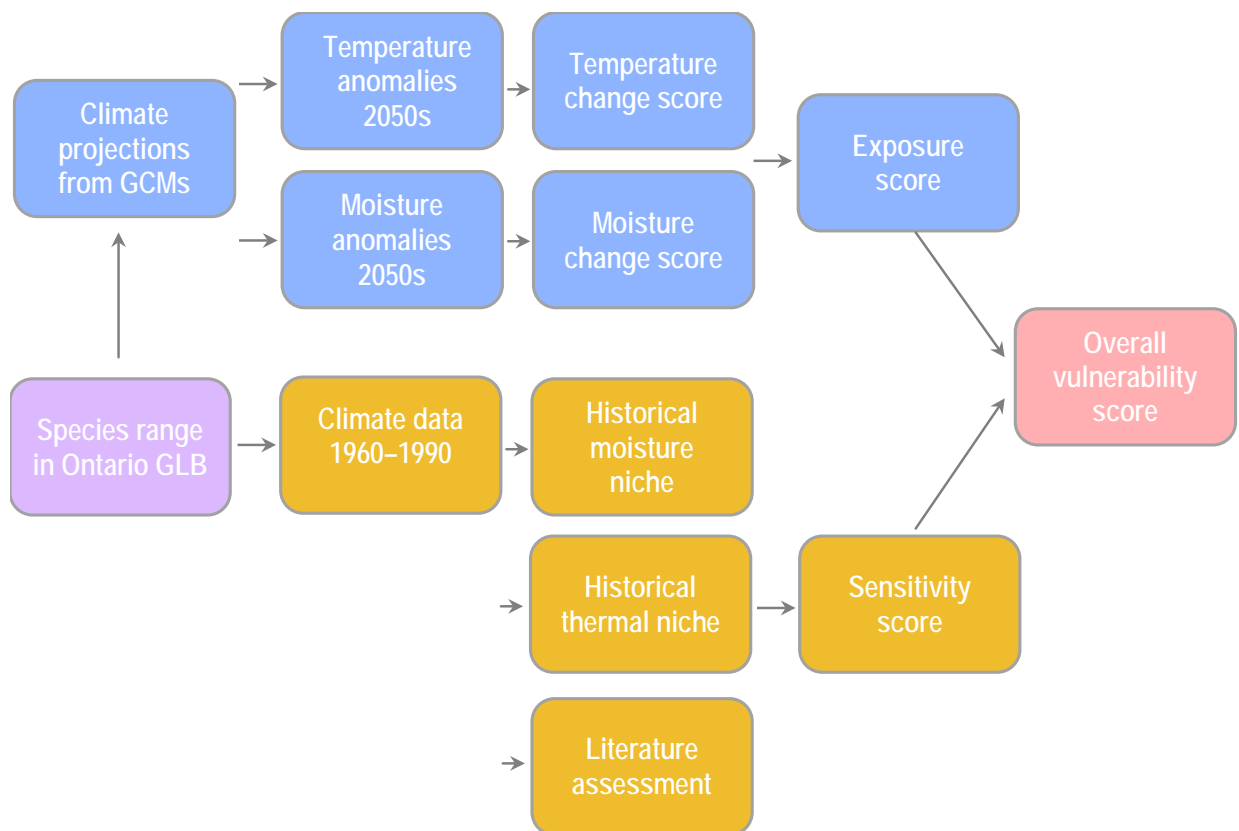 Temperature
anomalies
2050s
Temperature
change score
Climate
projections
from GCMs
Exposure
score
Moisture
anomalies
2050s
Moisture
change score
Overall
vulnerability
score
Species range
in Ontario GLB
Climate data
1960–1990
Historical
moisture
niche
Historical
thermal niche
Sensitivity
score
Literature
assessment